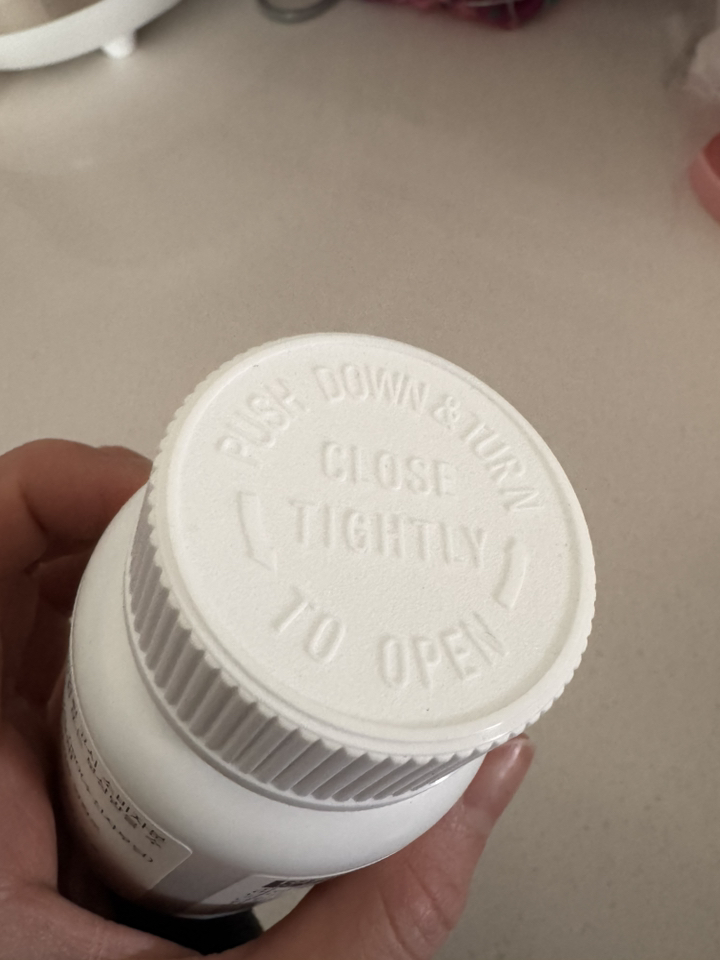 PUSH DOWN & TURN
CLOSE
TIGHTLY
TO OPEN